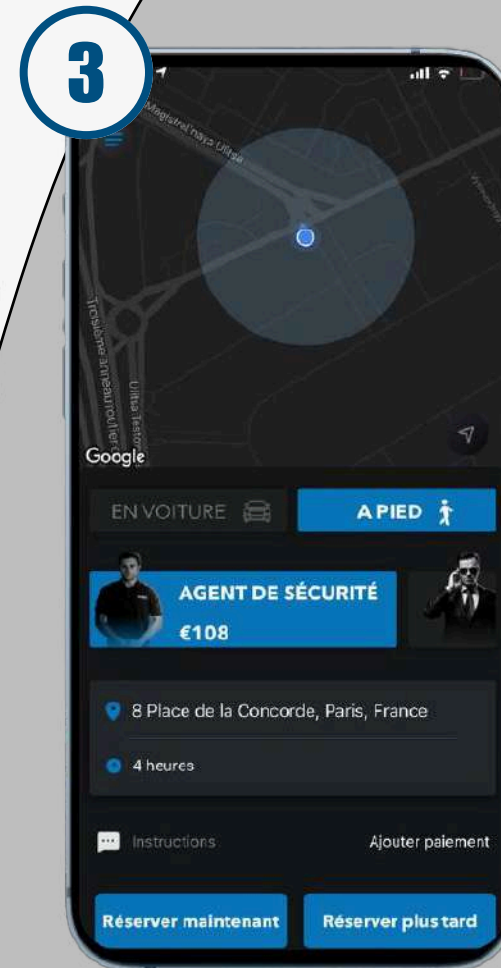 3
Magistral'naya Ulitsa
Troisième anneau routier
Ulitsa Testov
Google
EN VOITURE
A PIED
AGENT DE SÉCURITÉ
€108
8 Place de la Concorde, Paris, France
4 heures
Instructions
Ajouter paiement
Réserver maintenant
Réserver plus tard